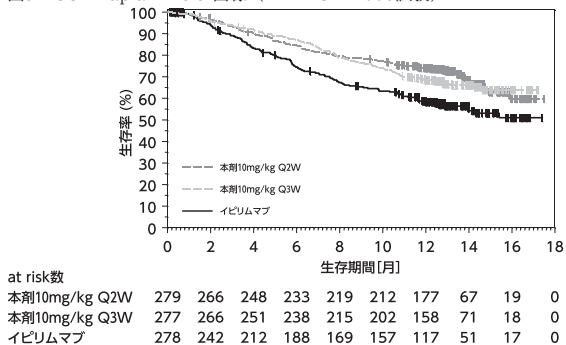 100
90
80
70
60
50
40
30
20
10
0
生存率(%)
本剤10mg/kg Q2W
本剤10mg/kg Q3W
イピリムマブ
0 2 4 6 8 10 12 14 16 18
生存期間[月]
at risk数
本剤10mg/kg Q2W 279 266 248 233 219 212 177 67 19 0
本剤10mg/kg Q3W 277 266 251 238 215 202 158 71 18 0
イピリムマブ 278 242 212 188 169 157 117 51 17 0